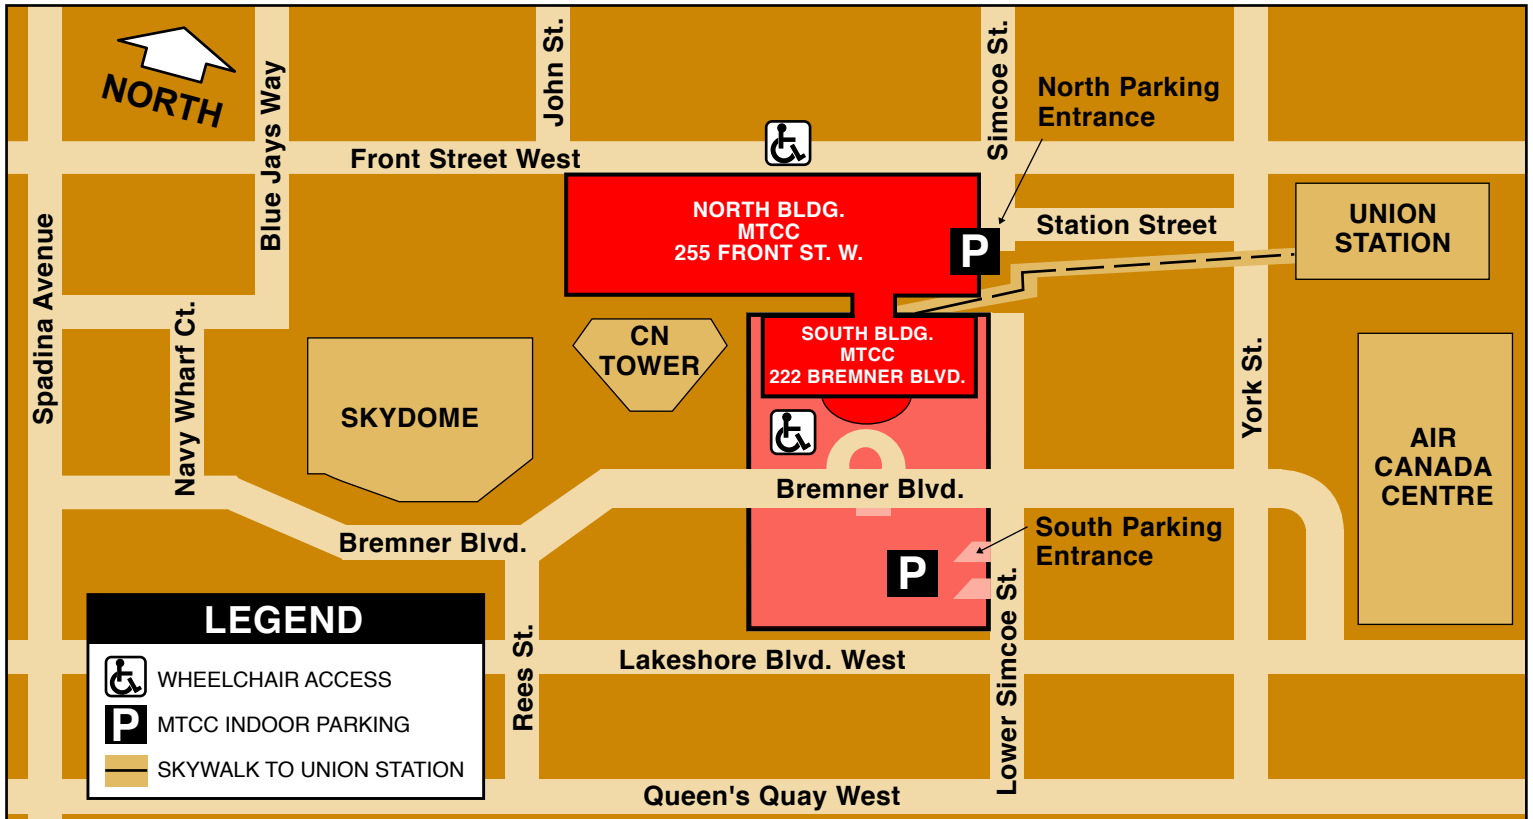 NORTH
Spadina Avenue
Blue Jays Way
John St.
Simcoe St.
North Parking
Entrance
Front Street West
NORTH BLDG.
MTCC
255 FRONT ST. W.
P
Station Street
UNION
STATION
Navy Wharf Ct.
SKYDOME
CN
TOWER
SOUTH BLDG.
MTCC
222 BREMNER BLVD.
York St.
AIR
CANADA
CENTRE
Bremner Blvd.
Bremner Blvd.
South Parking
Entrance
P
Lower Simcoe St.
Rees St.
Lakeshore Blvd. West
Queen's Quay West
LEGEND
WHEELCHAIR ACCESS
P MTCC INDOOR PARKING
SKYWALK TO UNION STATION